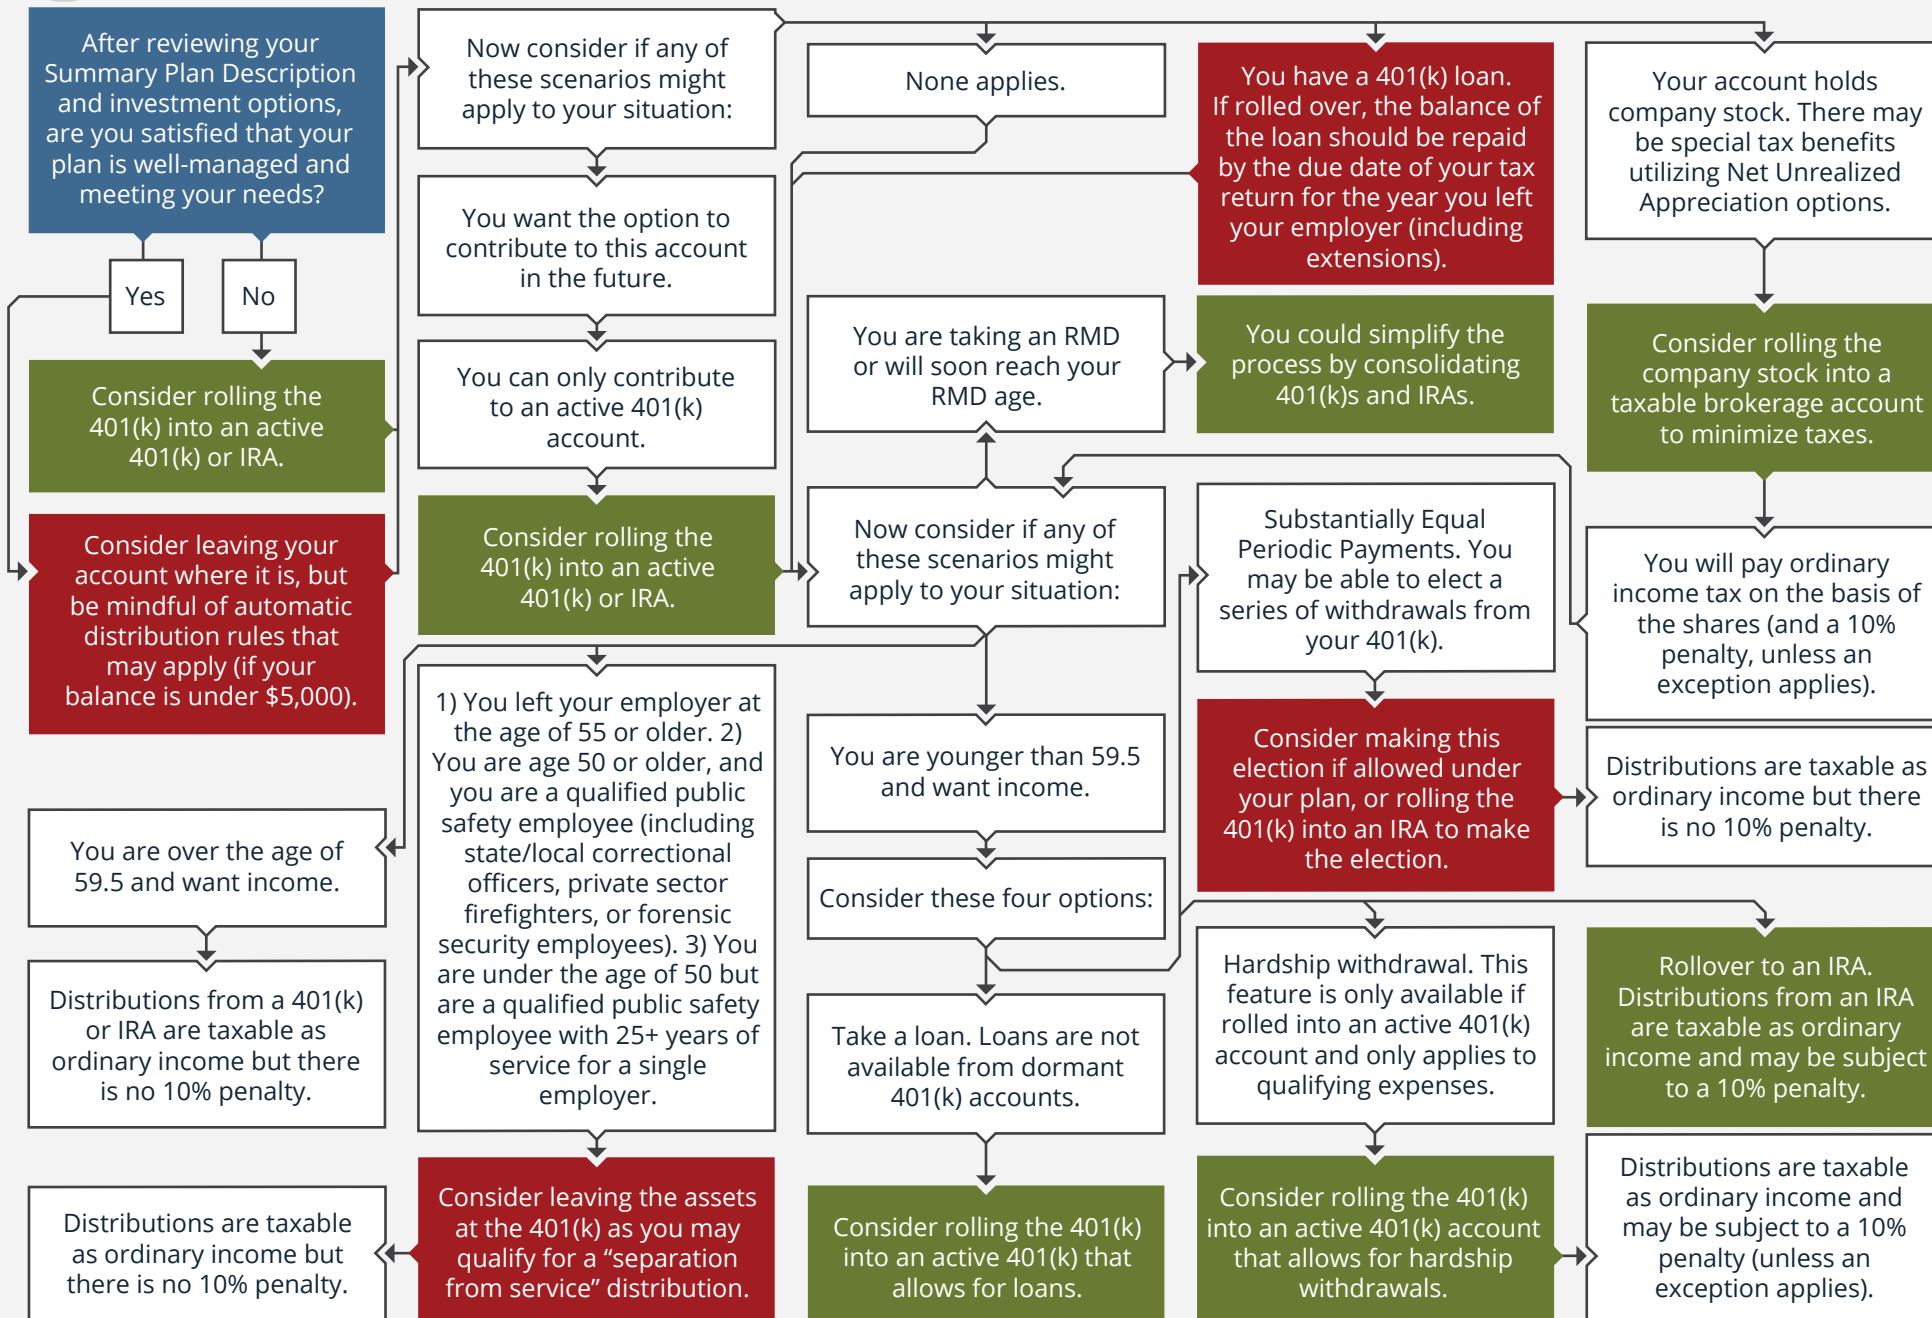 After reviewing your
Summary Plan Description
and investment options,
are you satisfied that your
plan is well-managed and
meeting your needs?
Yes
No
Consider rolling the
401(k) into an active
401(k) or IRA.
Consider leaving your
account where it is, but
be mindful of automatic
distribution rules that
may apply (if your
balance is under $5,000).
Now consider if any of
these scenarios might
apply to your situation:
You want the option to
contribute to this account
in the future.
You can only contribute
to an active 401(k)
account.
Consider rolling the
401(k) into an active
401(k) or IRA.
None applies.
You have a 401(k) loan.
If rolled over, the balance of
the loan should be repaid
by the due date of your tax
return for the year you left
your employer (including
extensions).
Your account holds
company stock. There may
be special tax benefits
utilizing Net Unrealized
Appreciation options.
Consider rolling the
company stock into a
taxable brokerage account
to minimize taxes.
You will pay ordinary
income tax on the basis of
the shares (and a 10%
penalty, unless an
exception applies).
Now consider if any of
these scenarios might
apply to your situation:
You are taking an RMD
or will soon reach your
RMD age.
You could simplify the
process by consolidating
401(k)s and IRAs.
You are over the age of
59.5 and want income.
Distributions from a 401(k)
or IRA are taxable as
ordinary income but there
is no 10% penalty.
1) You left your employer at
the age of 55 or older. 2)
You are age 50 or older, and
you are a qualified public
safety employee (including
state/local correctional
officers, private sector
firefighters, or forensic
security employees). 3) You
are under the age of 50 but
are a qualified public safety
employee with 25+ years of
service for a single
employer.
Consider leaving the assets
at the 401(k) as you may
qualify for a “separation
from service” distribution.
Distributions are taxable
as ordinary income but
there is no 10% penalty.
You are younger than 59.5
and want income.
Consider these four options:
Take a loan. Loans are not
available from dormant
401(k) accounts.
Consider rolling the 401(k)
into an active 401(k) that
allows for loans.
Substantially Equal
Periodic Payments. You
may be able to elect a
series of withdrawals from
your 401(k).
Consider making this
election if allowed under
your plan, or rolling the
401(k) into an IRA to make
the election.
Distributions are taxable as
ordinary income but there
is no 10% penalty.
Hardship withdrawal. This
feature is only available if
rolled into an active 401(k)
account and only applies to
qualifying expenses.
Consider rolling the 401(k)
into an active 401(k) account
that allows for hardship
withdrawals.
Distributions are taxable
as ordinary income and
may be subject to a 10%
penalty (unless an
exception applies).
Rollover to an IRA.
Distributions from an IRA
are taxable as ordinary
income and may be subject
to a 10% penalty.